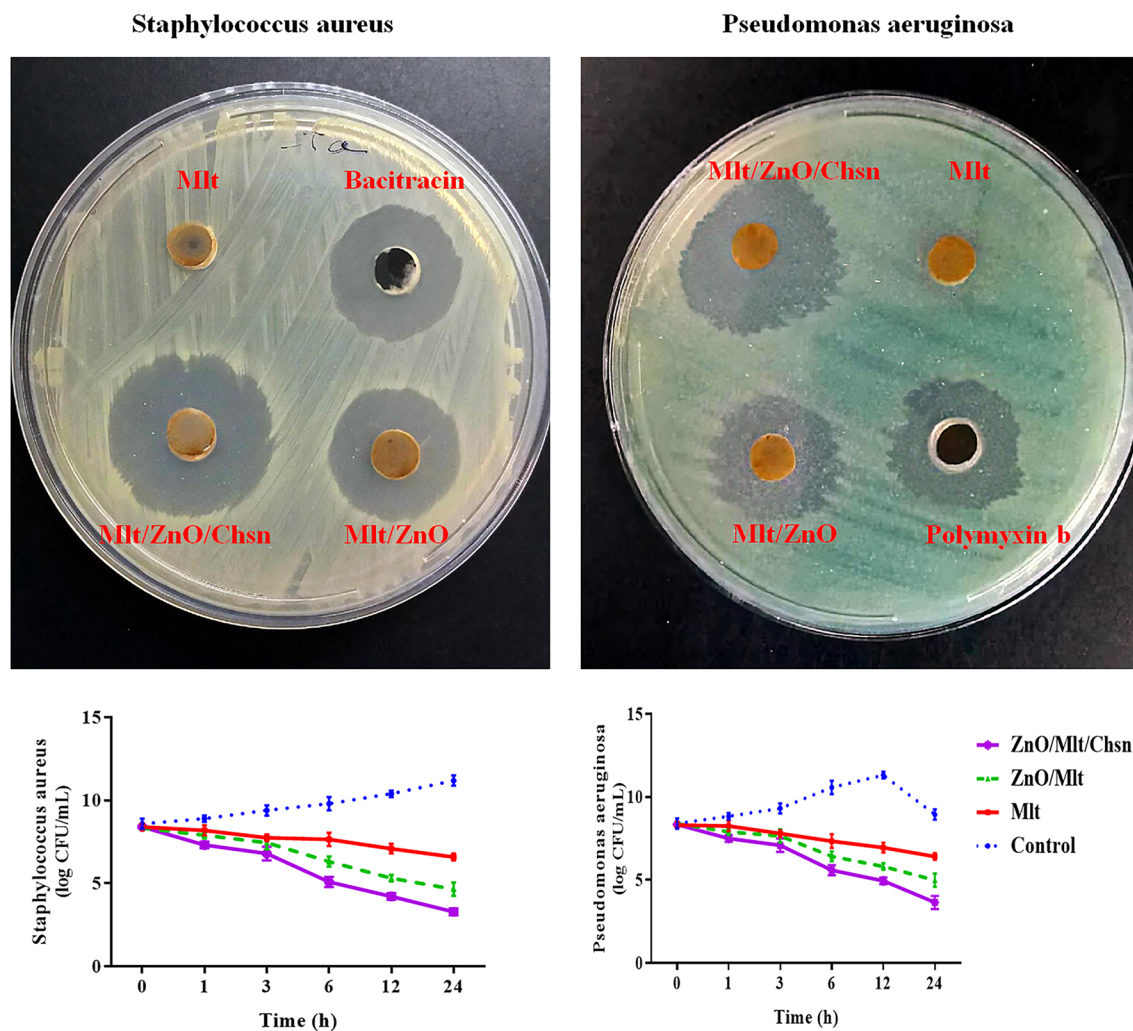 Staphylococcus aureus
Pseudomonas aeruginosa
Mlt
Bacitracin
Mlt/ZnO/Chsn
Mlt/ZnO
Mlt/ZnO/Chsn
Mlt
Mlt/ZnO
Polymyxin b
Staphylococcus aureus
(log CFU/mL)
15
10
5
0
0 1 3 6 12 24
Time (h)
Pseudomonas aeruginosa
(log CFU/mL)
15
10
5
0
0 1 3 6 12 24
Time (h)
ZnO/Mlt/Chsn
ZnO/Mlt
Mlt
Control